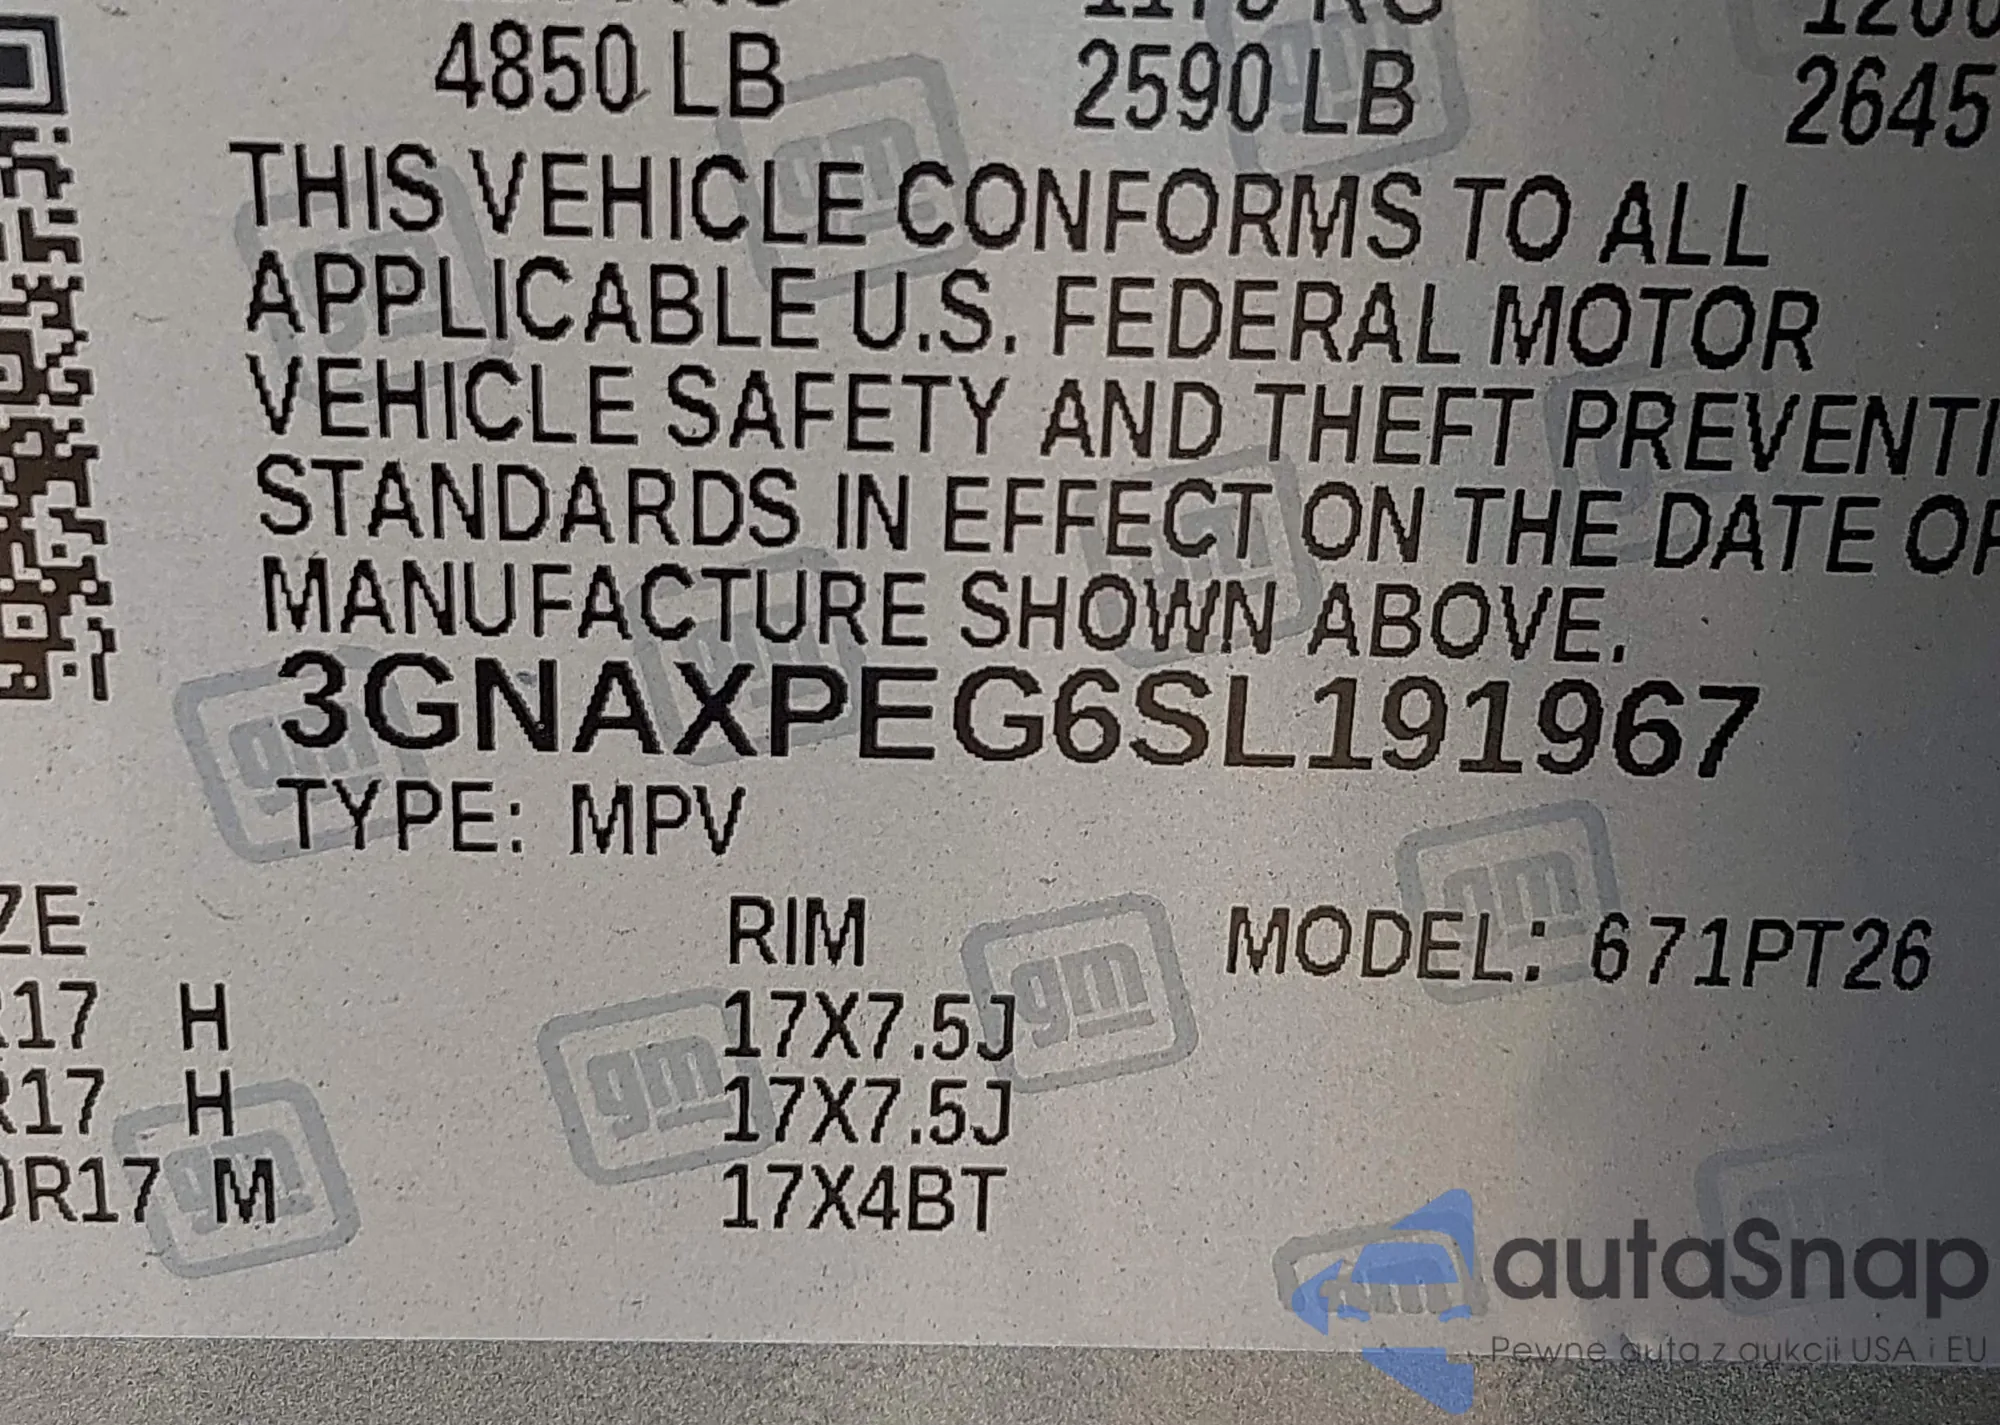 4850 LB 2590 LB 2645
THIS VEHICLE CONFORMS TO ALL
APPLICABLE U.S. FEDERAL MOTOR
VEHICLE SAFETY AND THEFT PREVENTI
STANDARDS IN EFFECT ON THE DATE OF
MANUFACTURE SHOWN ABOVE.
3GNAXPEG6SL191967
TYPE: MPV
ZE RIM MODEL: 671PT26
R17 H 17X7.5J
R17 H 17X7.5J
0R17 M 17X4BT
gm
autaSnap
Pewne auta z aukcji USA i EU